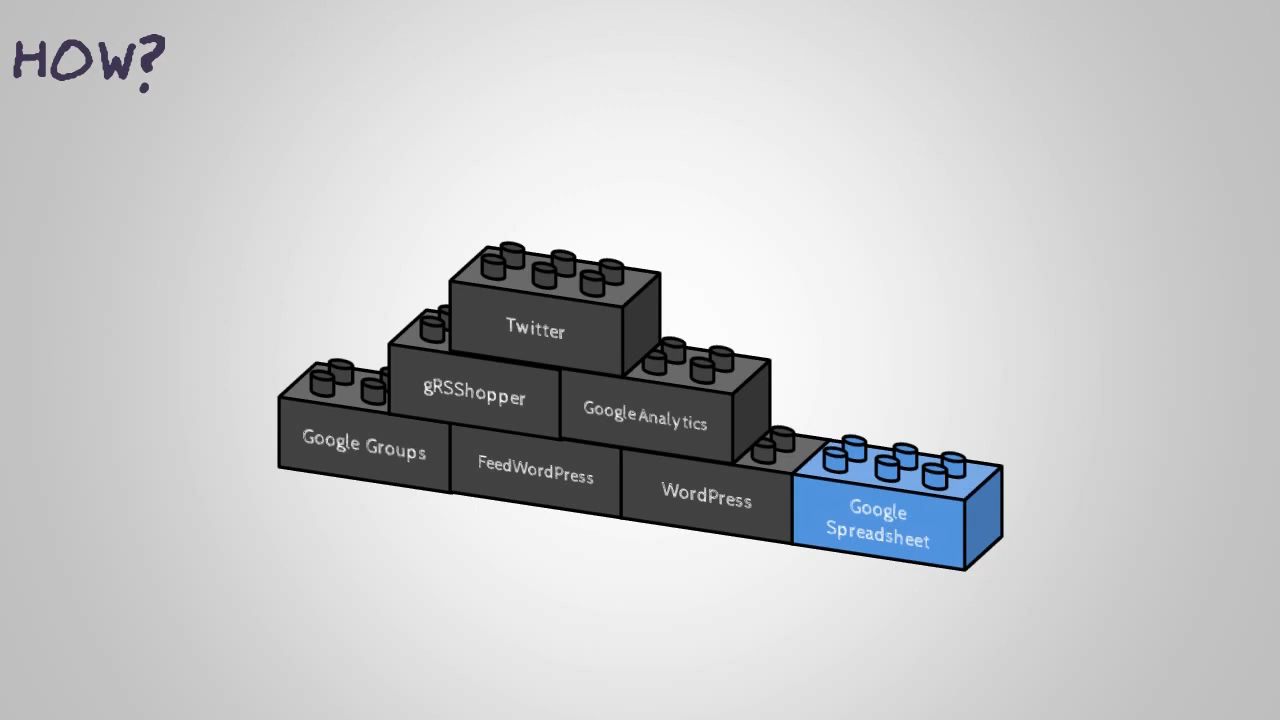 HOW?
Twitter
gRSShopper
Google Analytics
Google Groups
FeedWordPress
WordPress
Google
Spreadsheet